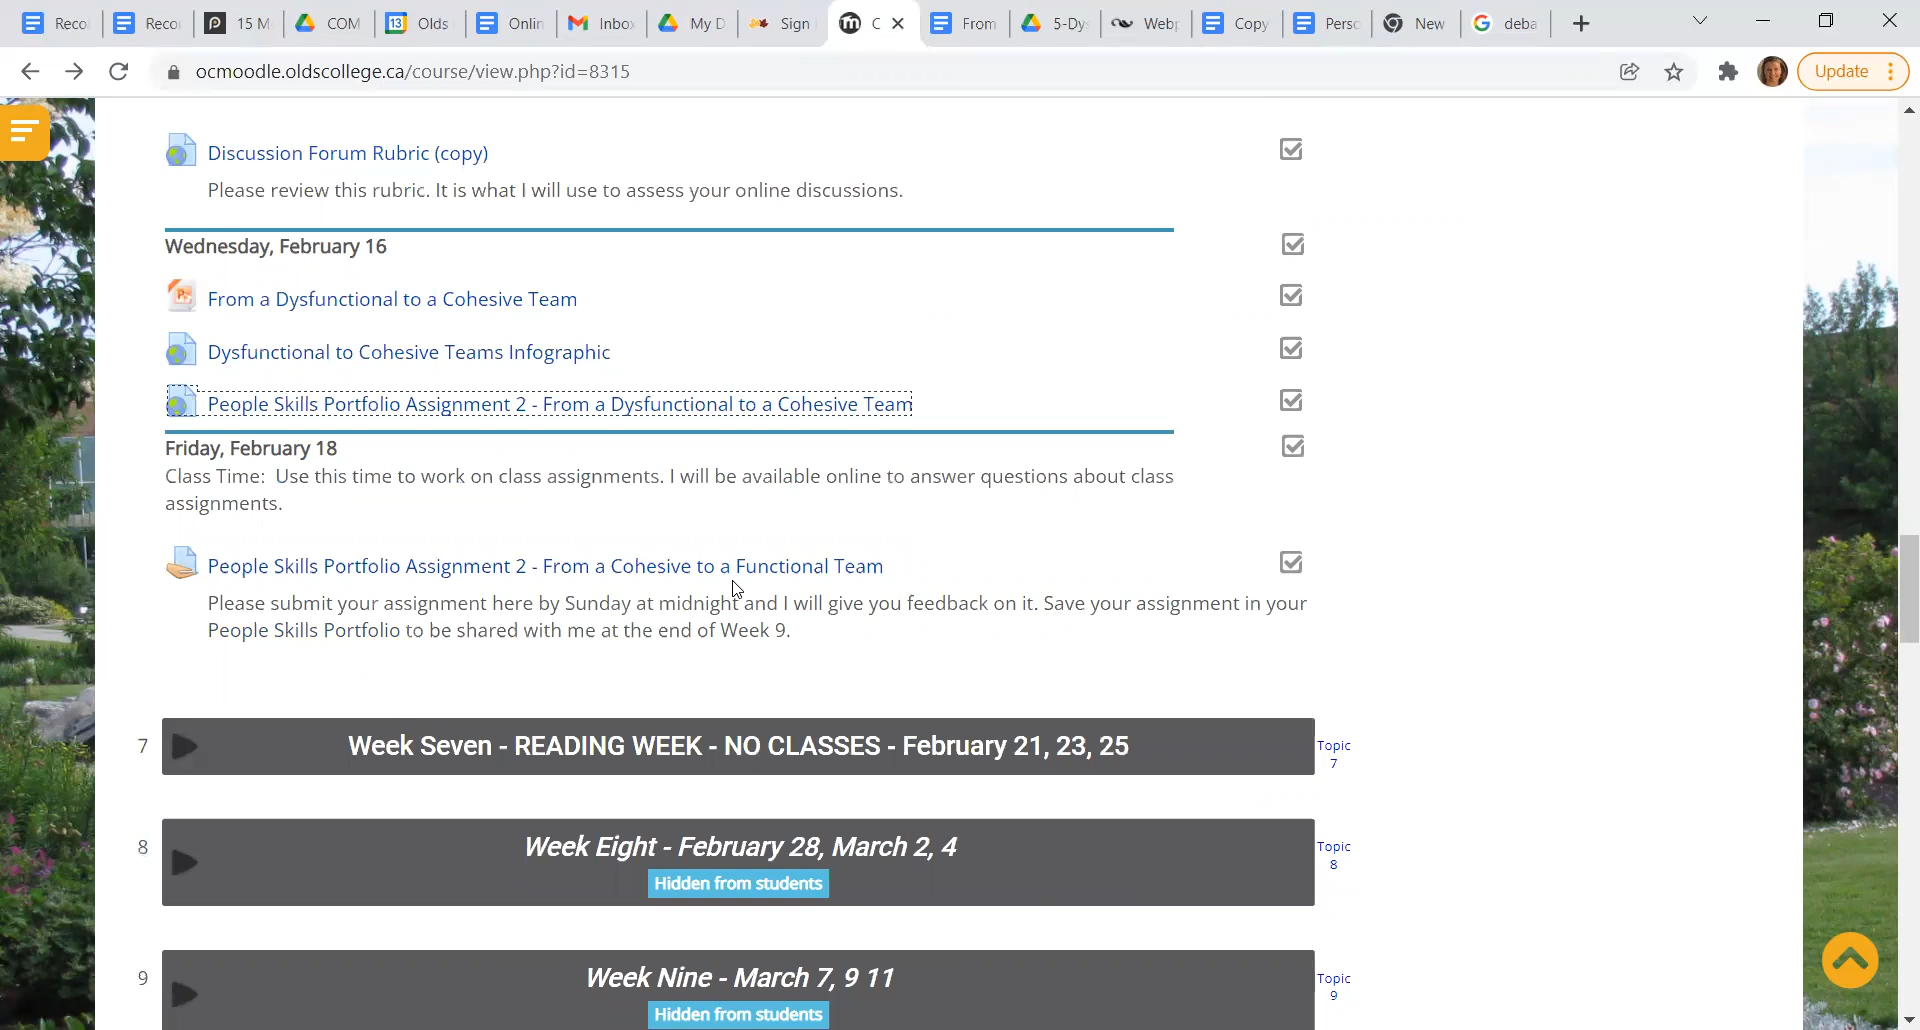 Reco
Reco
15 M
COM
13
Olds
Onlin
Inbox
My D
Sign
C
From
5-Dys
Webp
Copy
Perso
New
deba
ocmoodle.oldscollege.ca/course/view.php?id=8315
Update
Discussion Forum Rubric (copy)
Please review this rubric. It is what I will use to assess your online discussions.
Wednesday, February 16
From a Dysfunctional to a Cohesive Team
Dysfunctional to Cohesive Teams Infographic
People Skills Portfolio Assignment 2 - From a Dysfunctional to a Cohesive Team
Friday, February 18
Class Time: Use this time to work on class assignments. I will be available online to answer questions about class
assignments.
People Skills Portfolio Assignment 2 - From a Cohesive to a Functional Team
Please submit your assignment here by Sunday at midnight and I will give you feedback on it. Save your assignment in your
People Skills Portfolio to be shared with me at the end of Week 9.
7
Week Seven - READING WEEK - NO CLASSES - February 21, 23, 25
Topic
7
8
Week Eight - February 28, March 2, 4
Hidden from students
Topic
8
9
Week Nine - March 7, 9 11
Hidden from students
Topic
9